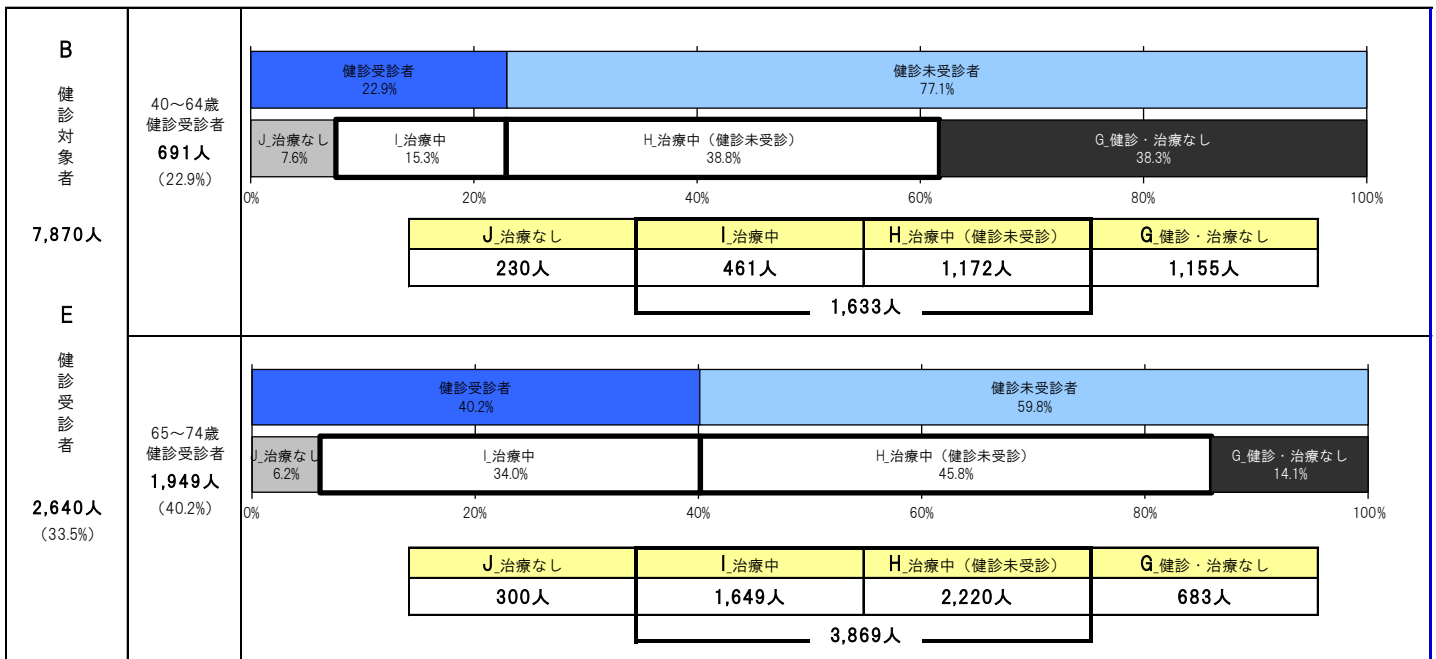 B
健診対象者
7,870人
E
健診受診者
2,640人
(33.5%)
40～64歳
健診受診者
691人
(22.9%)
健診受診者
22.9%
健診未受診者
77.1%
J_治療なし
7.6%
I_治療中
15.3%
H_治療中（健診未受診）
38.8%
G_健診・治療なし
38.3%
0% 20% 40% 60% 80% 100%
J_治療なし I_治療中 H_治療中（健診未受診） G_健診・治療なし
230人 461人 1,172人 1,155人
1,633人
65～74歳
健診受診者
1,949人
(40.2%)
健診受診者
40.2%
健診未受診者
59.8%
J_治療なし
6.2%
I_治療中
34.0%
H_治療中（健診未受診）
45.8%
G_健診・治療なし
14.1%
0% 20% 40% 60% 80% 100%
J_治療なし I_治療中 H_治療中（健診未受診） G_健診・治療なし
300人 1,649人 2,220人 683人
3,869人